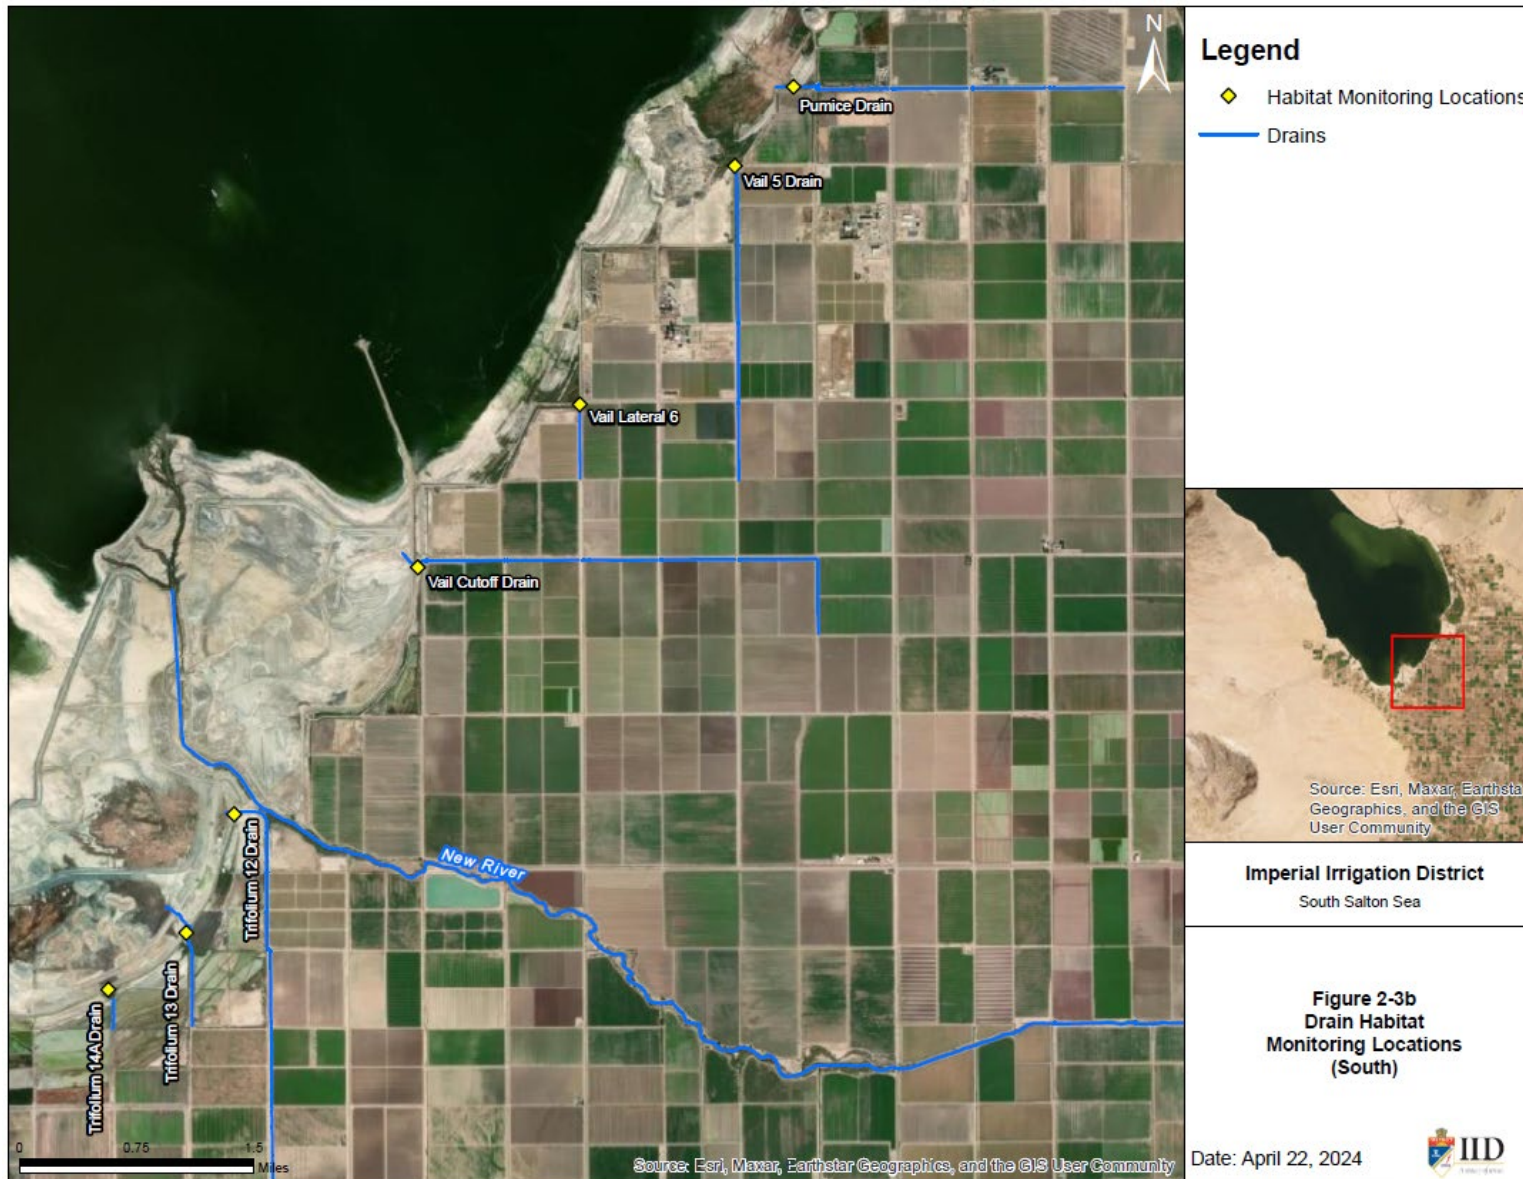 N
Pumice Drain
Vail 5 Drain
Vail Lateral 6
Vail Cutoff Drain
New River
Trifolium 12 Drain
Trifolium 13 Drain
Trifolium 14A Drain
0 0.75 1.5
Miles
Source: Esri, Maxar, Earthstar Geographics, and the GIS User Community
Legend
Habitat Monitoring Locations
Drains
Source: Esri, Maxar, Earthstar
Geographics, and the GIS
User Community
Imperial Irrigation District
South Salton Sea
Figure 2-3b
Drain Habitat
Monitoring Locations
(South)
Date: April 22, 2024
IID